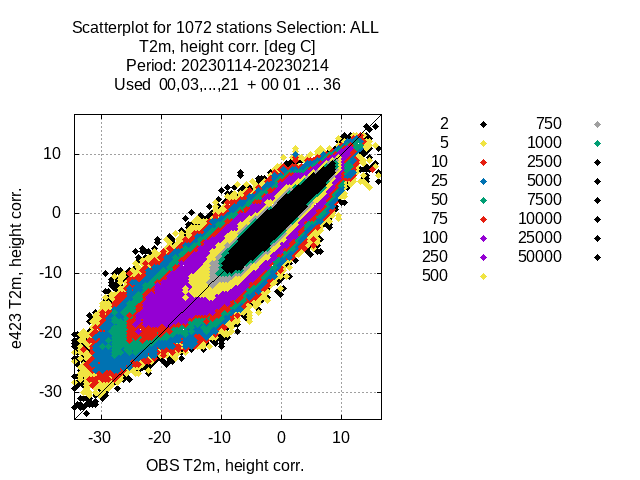 Scatterplot for 1072 stations Selection: ALL
T2m, height corr. [deg C]
Period: 20230114-20230214
Used  00,03,...,21  + 00 01 ... 36
10
0
-10
-20
-30
e423 T2m, height corr.
-30 -20 -10 0 10
OBS T2m, height corr.
2 750
5 1000
10 2500
25 5000
50 7500
75 10000
100 25000
250 50000
500